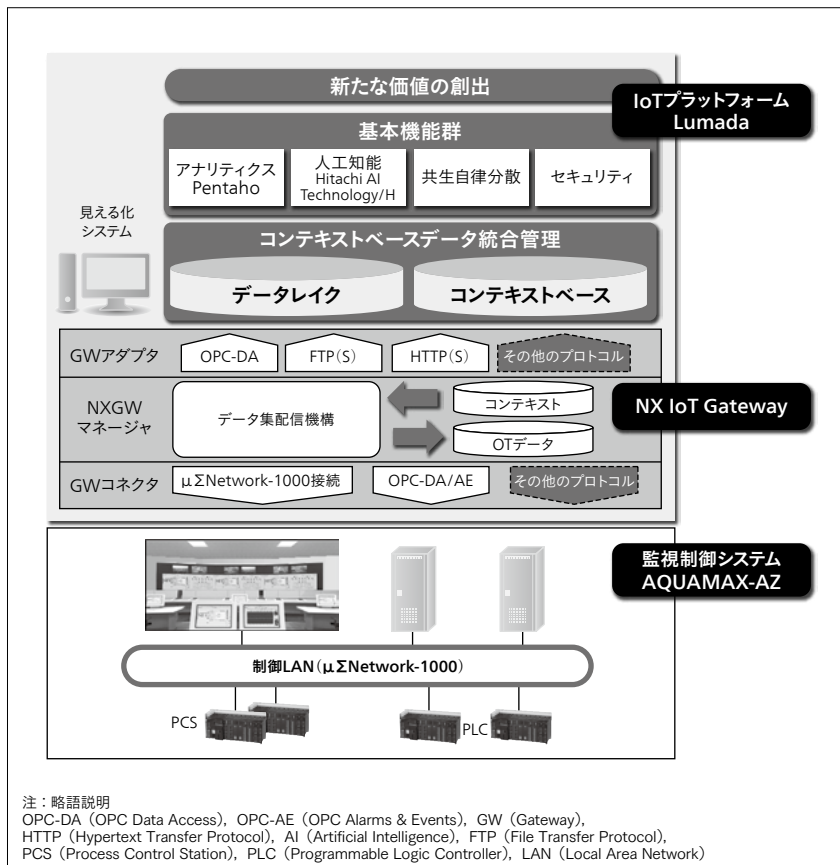 新たな価値の創出
IoTプラットフォーム
Lumada
基本機能群
アナリティクス
Pentaho
人工知能
Hitachi AI
Technology/H
共生自律分散
セキュリティ
見える化
システム
コンテキストベースデータ統合管理
データレイク
コンテキストベース
GWアダプタ
OPC-DA
FTP(S)
HTTP(S)
その他のプロトコル
NXGW
マネージャ
データ集配信機構
コンテキスト
OTデータ
NX IoT Gateway
GWコネクタ
μΣNetwork-1000接続
OPC-DA/AE
その他のプロトコル
監視制御システム
AQUAMAX-AZ
制御LAN(μΣNetwork-1000)
PCS
PLC
注:略語説明
OPC-DA(OPC Data Access),OPC-AE(OPC Alarms & Events),GW(Gateway),
HTTP(Hypertext Transfer Protocol),AI(Artificial Intelligence),FTP(File Transfer Protocol),
PCS(Process Control Station),PLC(Programmable Logic Controller),LAN(Local Area Network)